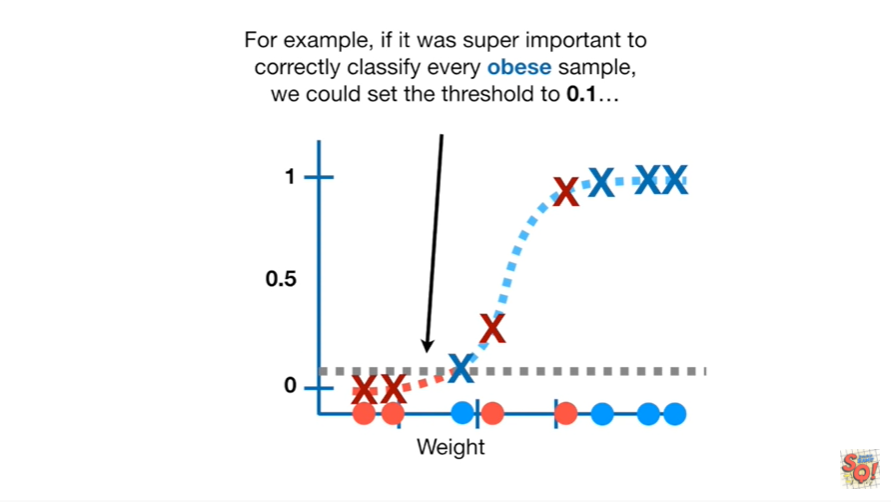 For example, if it was super important to
correctly classify every obese sample,
we could set the threshold to 0.1…
1
0.5
0
Weight
SQ!